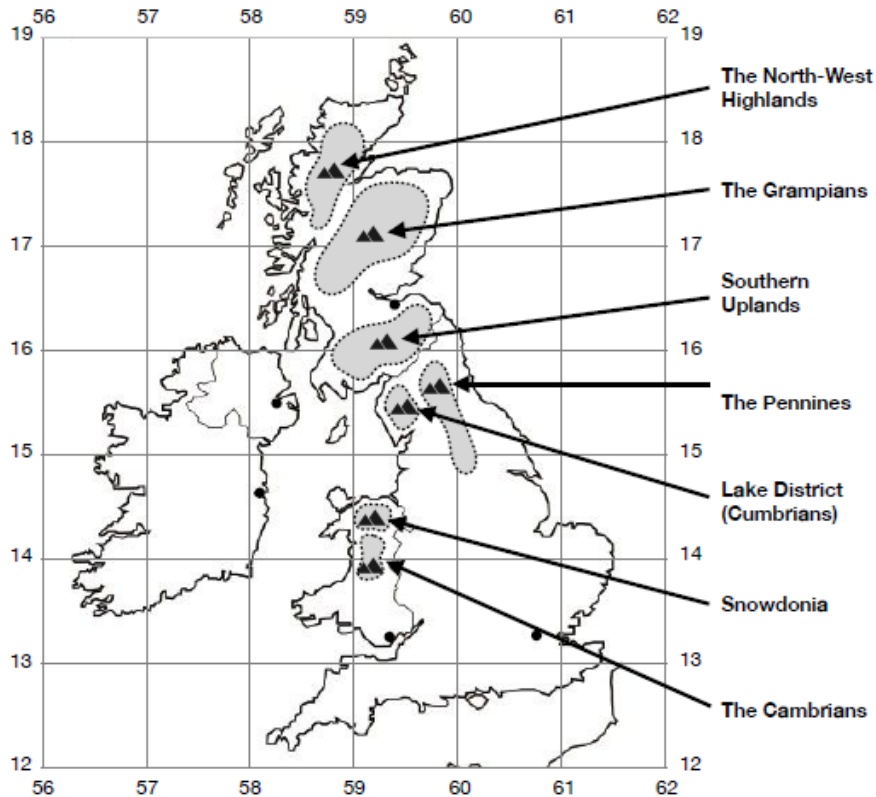 56 57 58 59 60 61 62
19 19
The North-West
Highlands
18 18
The Grampians
17 17
Southern
Uplands
16 16
The Pennines
15 15
Lake District
(Cumbrians)
14 14
Snowdonia
13 13
The Cambrians
12 12
56 57 58 59 60 61 62